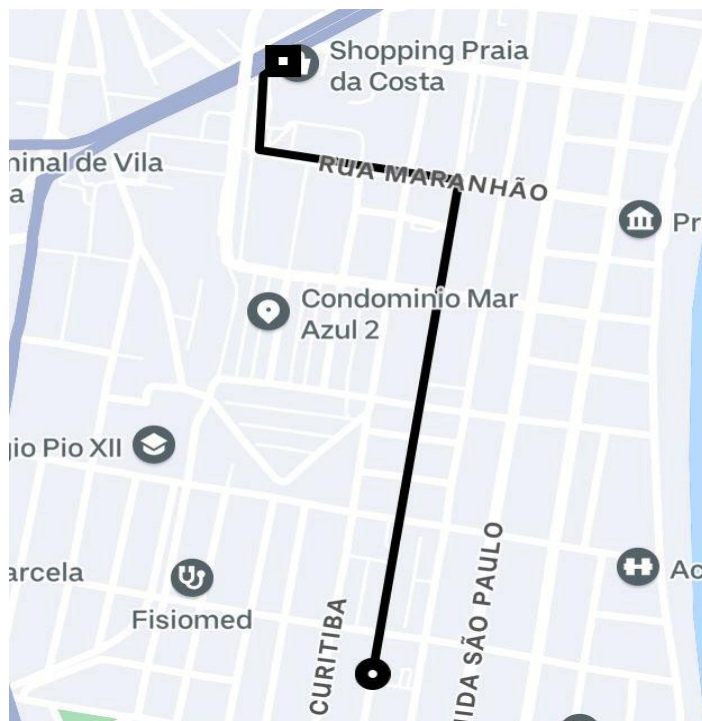 Shopping Praia
da Costa
minal de Vila
a
RUA MARANHÃO
Pr
Condominio Mar
Azul 2
gio Pio XII
arcela
Fisiomed
CURITIBA
IDA SÃO PAULO
Ac